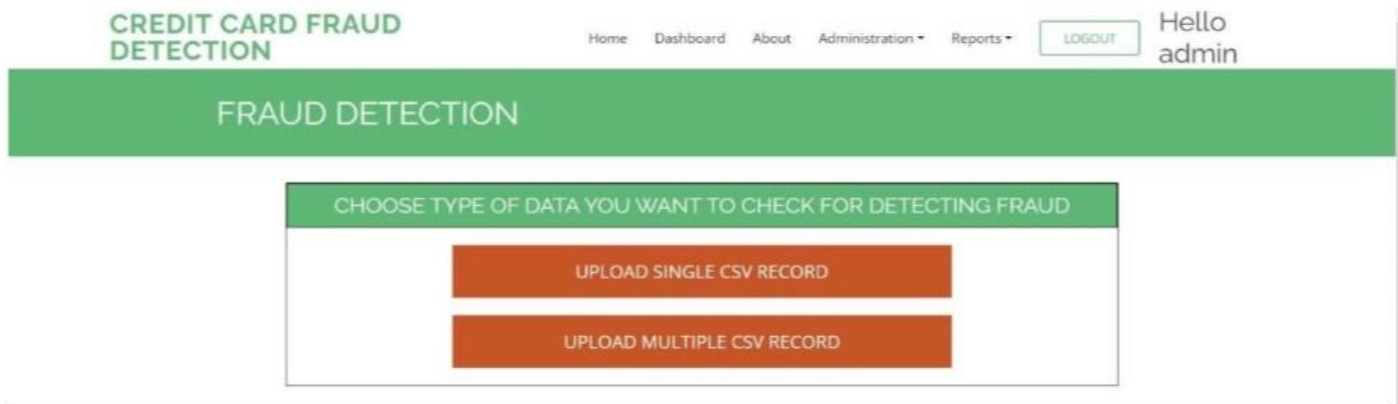 CREDIT CARD FRAUD
DETECTION
Home Dashboard About Administration Reports LOGOUT
Hello
admin
FRAUD DETECTION
CHOOSE TYPE OF DATA YOU WANT TO CHECK FOR DETECTING FRAUD
UPLOAD SINGLE CSV RECORD
UPLOAD MULTIPLE CSV RECORD